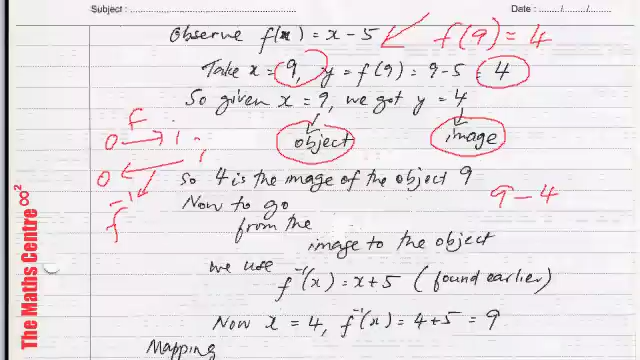 Subject : Date : / /
Observe f(x) = x - 5 f(9) = 4
Take x = 9, y = f(9) = 9-5 = 4
So given x = 9, we got y = 4
f
o → i
object image
o ← i
So 4 is the image of the object 9
f⁻¹
9 - 4
Now to go
from the
image to the object
we use
f⁻¹(x) = x+5 (found earlier)
Now x = 4, f⁻¹(x) = 4+5 = 9
Mapping
The Maths Centre ∞²